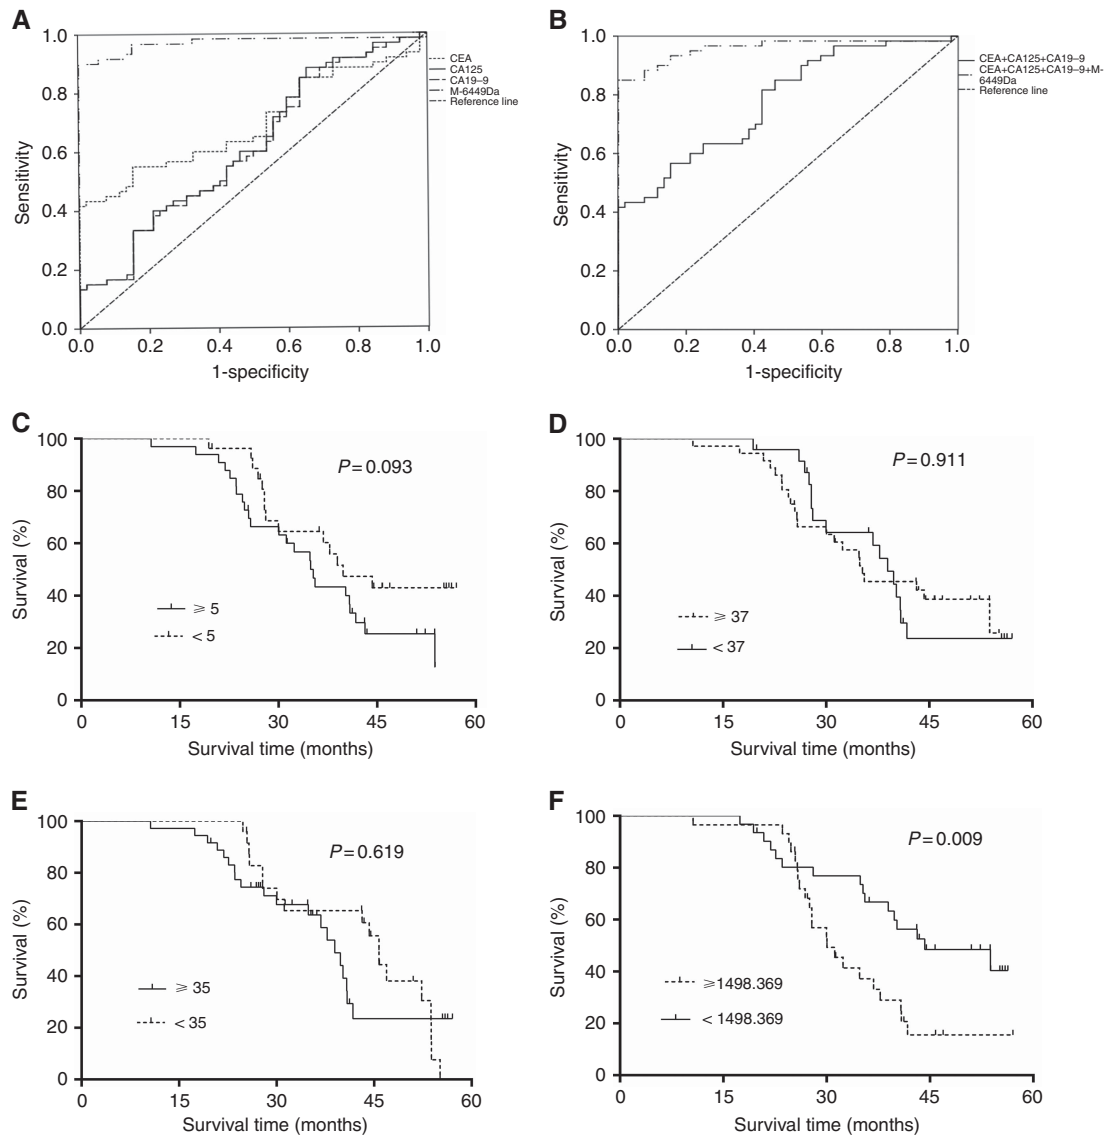 A
1.0
0.8
0.6
0.4
0.2
0.0
Sensitivity
0.0 0.2 0.4 0.6 0.8 1.0
1-specificity
CEA
CA125
CA19–9
M-6449Da
Reference line
B
1.0
0.8
0.6
0.4
0.2
0.0
Sensitivity
0.0 0.2 0.4 0.6 0.8 1.0
1-specificity
CEA+CA125+CA19–9
CEA+CA125+CA19–9+M-
6449Da
Reference line
C
100
80
60
40
20
0
Survival (%)
P=0.093
⩾ 5
< 5
0 15 30 45 60
Survival time (months)
D
100
80
60
40
20
0
Survival (%)
P=0.911
⩾ 37
< 37
0 15 30 45 60
Survival time (months)
E
100
80
60
40
20
0
Survival (%)
P=0.619
⩾ 35
< 35
0 15 30 45 60
Survival time (months)
F
100
80
60
40
20
0
Survival (%)
P=0.009
⩾1498.369
< 1498.369
0 15 30 45 60
Survival time (months)